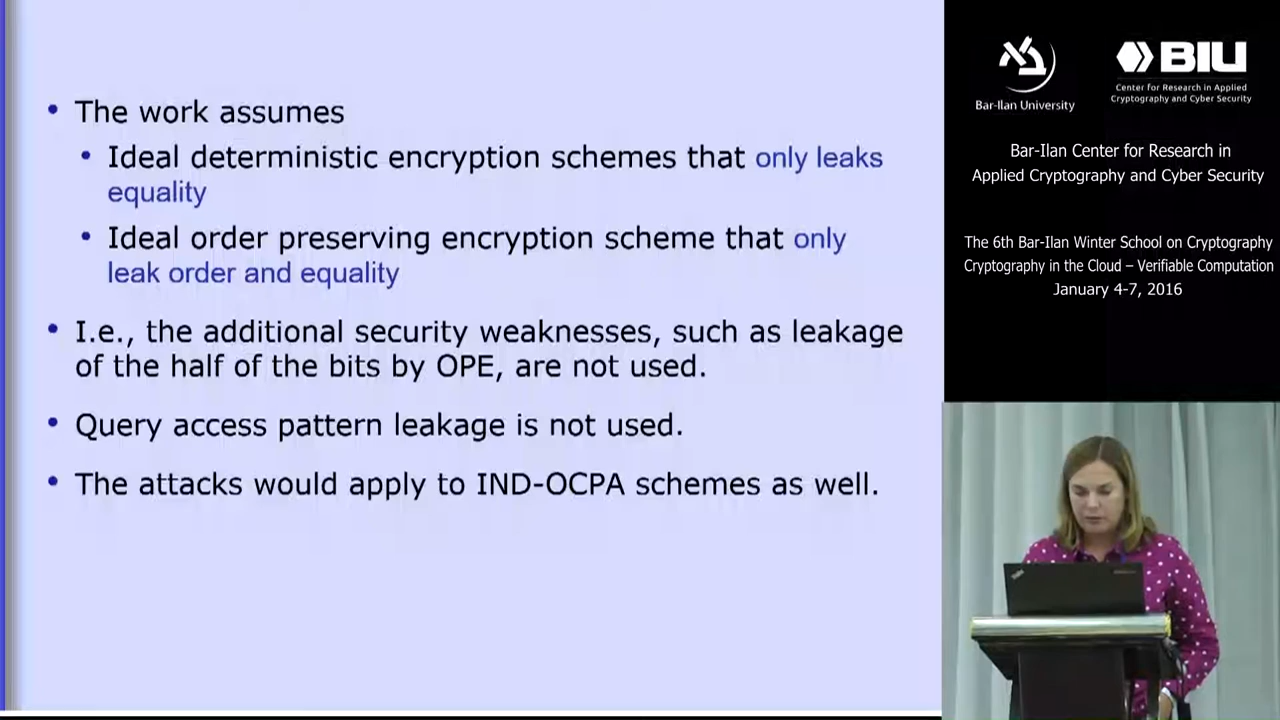 • The work assumes
• Ideal deterministic encryption schemes that only leaks
equality
• Ideal order preserving encryption scheme that only
leak order and equality
• I.e., the additional security weaknesses, such as leakage
of the half of the bits by OPE, are not used.
• Query access pattern leakage is not used.
• The attacks would apply to IND-OCPA schemes as well.
Bar-Ilan University
BIU
Center for Research in Applied
Cryptography and Cyber Security
Bar-Ilan Center for Research in
Applied Cryptography and Cyber Security
The 6th Bar-Ilan Winter School on Cryptography
Cryptography in the Cloud – Verifiable Computation
January 4-7, 2016